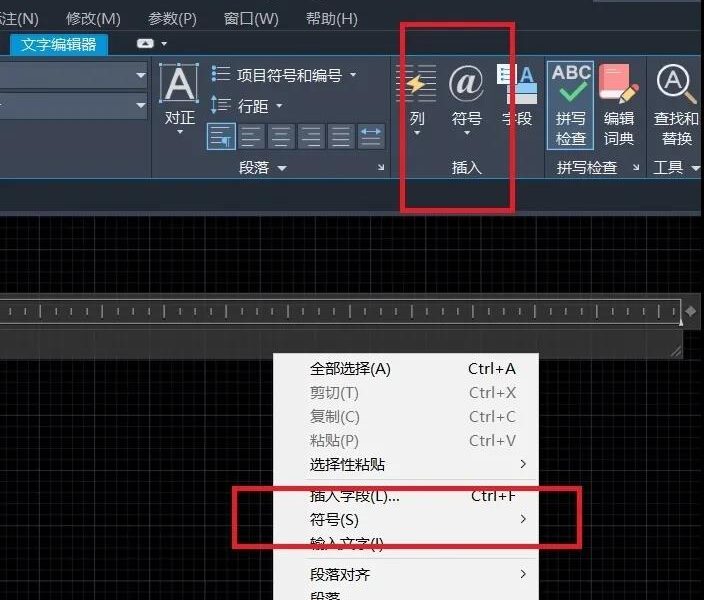 注(N) 修改(M) 参数(P) 窗口(W) 帮助(H)
文字编辑器
A 对正
项目符号和编号
行距
段落
列
@ 符号
A 字段
插入
ABC 拼写检查
编辑词典
拼写检查
A 查找和替换
工具
全部选择(A) Ctrl+A
剪切(T) Ctrl+X
复制(C) Ctrl+C
粘贴(P) Ctrl+V
选择性粘贴
插入字段(L)... Ctrl+F
符号(S)
输入文字(I)
段落对齐
段落